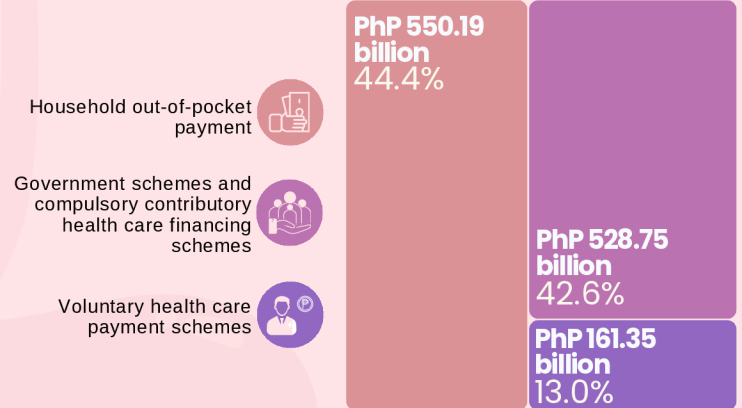 Household out-of-pocket
payment
Government schemes and
compulsory contributory
health care financing
schemes
Voluntary health care
payment schemes
PhP 550.19
billion
44.4%
PhP 528.75
billion
42.6%
PhP 161.35
billion
13.0%